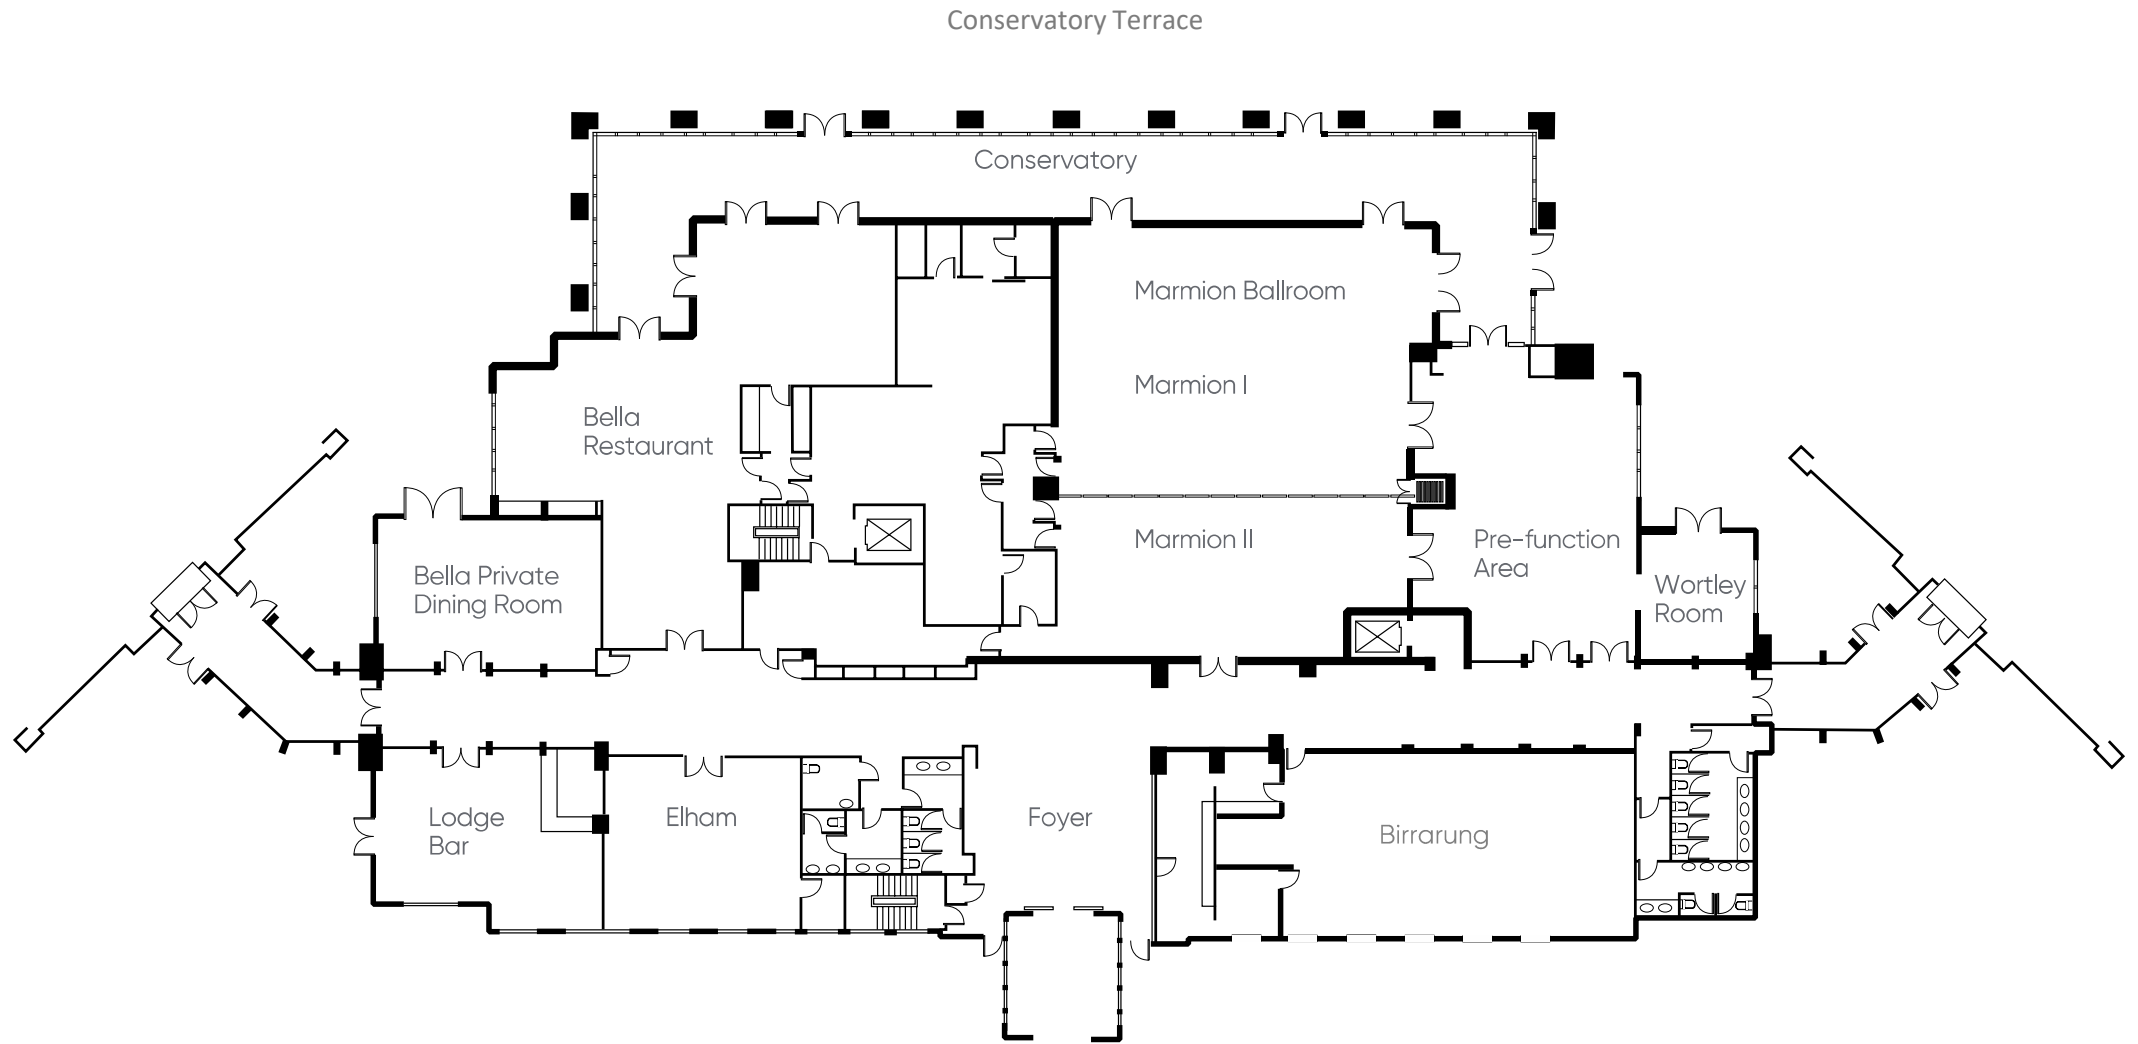 Conservatory Terrace
Conservatory
Marmion Ballroom
Marmion I
Bella
Restaurant
Marmion II
Pre-function
Area
Bella Private
Dining Room
Wortley
Room
Lodge
Bar
Elham
Foyer
Birrarung